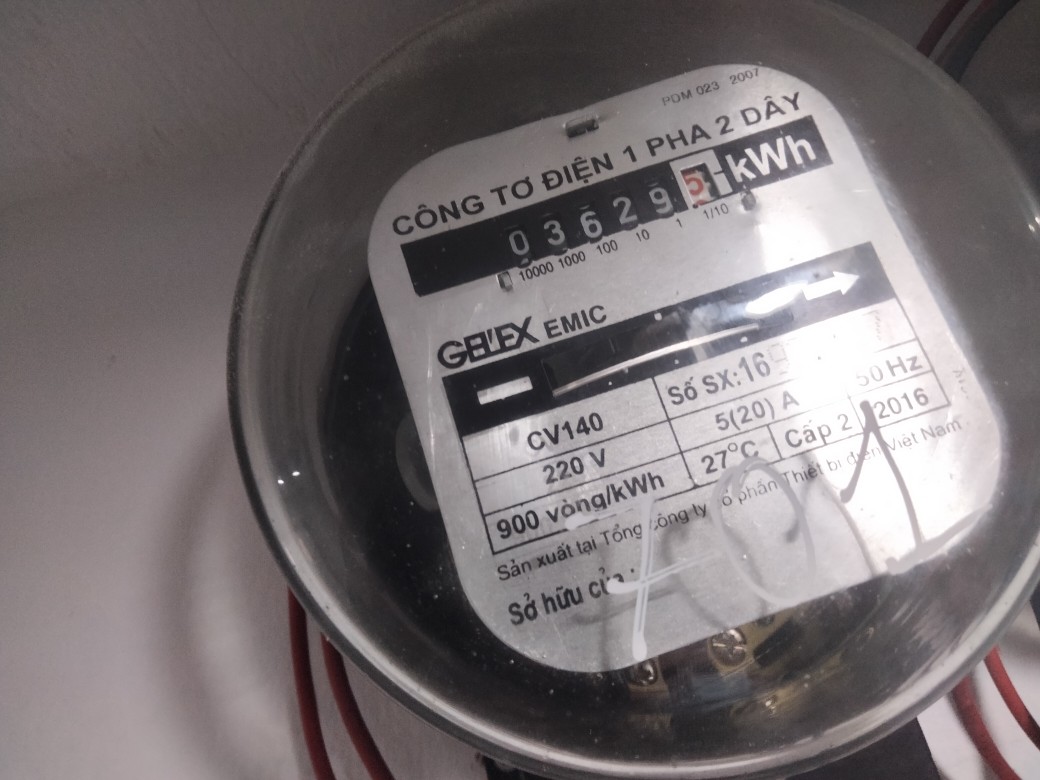 PDM 023 2007
CÔNG TƠ ĐIỆN 1 PHA 2 DÂY
0 3 6 2 9 5 kWh
10000 1000 100 10 1 1/10
GELEX EMIC
CV140 Số SX:16
220 V 5(20) A 50 Hz
900 vòng/kWh 27°C Cấp 2 2016
Sản xuất tại Tổng công ty cổ phần Thiết bị điện Việt Nam
Sở hữu của :
701